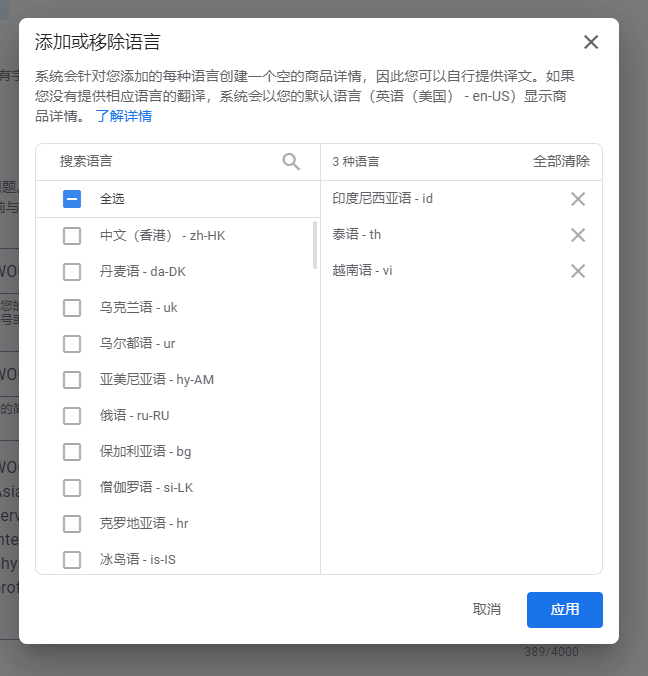 添加或移除语言
系统会针对您添加的每种语言创建一个空的商品详情，因此您可以自行提供译文。如果
您没有提供相应语言的翻译，系统会以您的默认语言（英语（美国） - en-US）显示商
品详情。 了解详情
搜索语言
全选
中文（香港） - zh-HK
丹麦语 - da-DK
乌克兰语 - uk
乌尔都语 - ur
亚美尼亚语 - hy-AM
俄语 - ru-RU
保加利亚语 - bg
僧伽罗语 - si-LK
克罗地亚语 - hr
冰岛语 - is-IS
3 种语言
全部清除
印度尼西亚语 - id
泰语 - th
越南语 - vi
取消
应用
389/4000